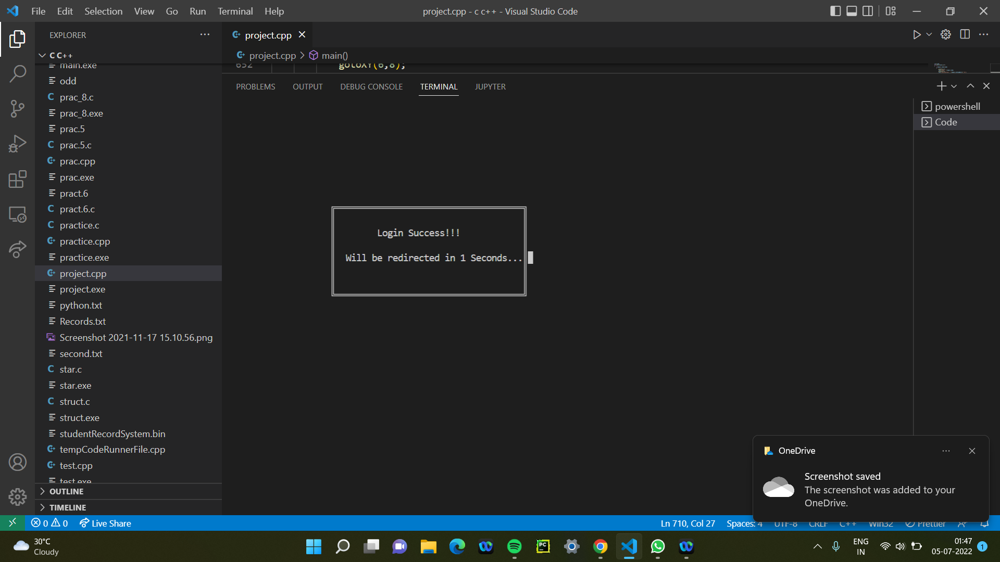 File Edit Selection View Go Run Terminal Help
project.cpp - c c++ - Visual Studio Code
EXPLORER
C C++
main.exe
odd
prac_8.c
prac_8.exe
prac.5
prac.5.c
prac.cpp
prac.exe
pract.6
pract.6.c
practice.c
practice.cpp
practice.exe
project.cpp
project.exe
python.txt
Records.txt
Screenshot 2021-11-17 15.10.56.png
second.txt
star.c
star.exe
struct.c
struct.exe
studentRecordSystem.bin
tempCodeRunnerFile.cpp
test.cpp
test.exe
OUTLINE
TIMELINE
project.cpp
project.cpp > main()
652 gotoXY(6,8);
PROBLEMS OUTPUT DEBUG CONSOLE TERMINAL JUPYTER
powershell
Code
Login Success!!!
Will be redirected in 1 Seconds...
OneDrive
Screenshot saved
The screenshot was added to your
OneDrive.
0 0 Live Share
Ln 710, Col 27 Spaces: 4 UTF-8 CRLF C++ Win32 Prettier
30°C
Cloudy
PC
ENG
IN
01:47
05-07-2022
1